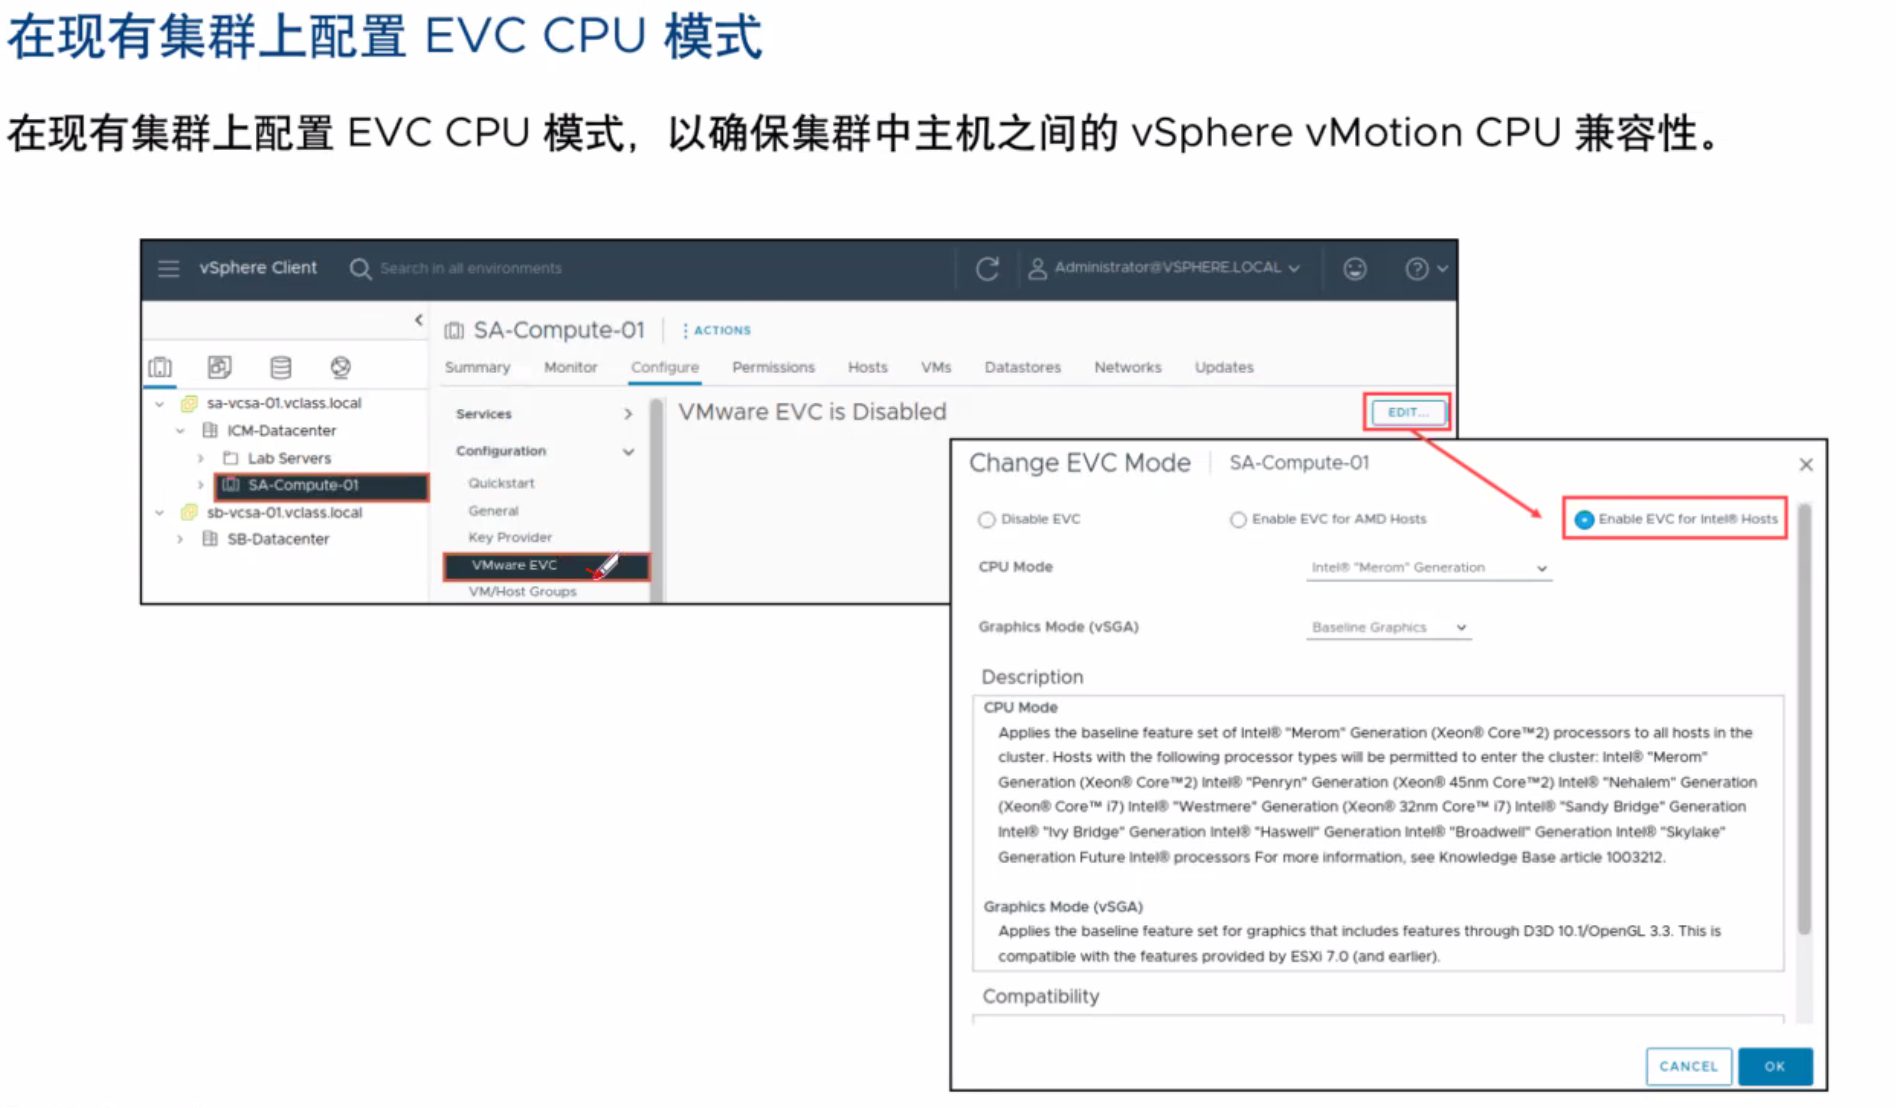 在现有集群上配置 EVC CPU 模式
在现有集群上配置 EVC CPU 模式，以确保集群中主机之间的 vSphere vMotion CPU 兼容性。
vSphere Client
Search in all environments
Administrator@VSPHERE.LOCAL
SA-Compute-01
ACTIONS
Summary Monitor Configure Permissions Hosts VMs Datastores Networks Updates
sa-vcsa-01.vclass.local
ICM-Datacenter
Lab Servers
SA-Compute-01
sb-vcsa-01.vclass.local
SB-Datacenter
Services
Configuration
Quickstart
General
Key Provider
VMware EVC
VM/Host Groups
VMware EVC is Disabled
EDIT...
Change EVC Mode SA-Compute-01
Disable EVC Enable EVC for AMD Hosts Enable EVC for Intel® Hosts
CPU Mode Intel® "Merom" Generation
Graphics Mode (vSGA) Baseline Graphics
Description
CPU Mode
Applies the baseline feature set of Intel® "Merom" Generation (Xeon® Core™2) processors to all hosts in the
cluster. Hosts with the following processor types will be permitted to enter the cluster: Intel® "Merom"
Generation (Xeon® Core™2) Intel® "Penryn" Generation (Xeon® 45nm Core™2) Intel® "Nehalem" Generation
(Xeon® Core™ i7) Intel® "Westmere" Generation (Xeon® 32nm Core™ i7) Intel® "Sandy Bridge" Generation
Intel® "Ivy Bridge" Generation Intel® "Haswell" Generation Intel® "Broadwell" Generation Intel® "Skylake"
Generation Future Intel® processors For more information, see Knowledge Base article 1003212.
Graphics Mode (vSGA)
Applies the baseline feature set for graphics that includes features through D3D 10.1/OpenGL 3.3. This is
compatible with the features provided by ESXi 7.0 (and earlier).
Compatibility
CANCEL OK